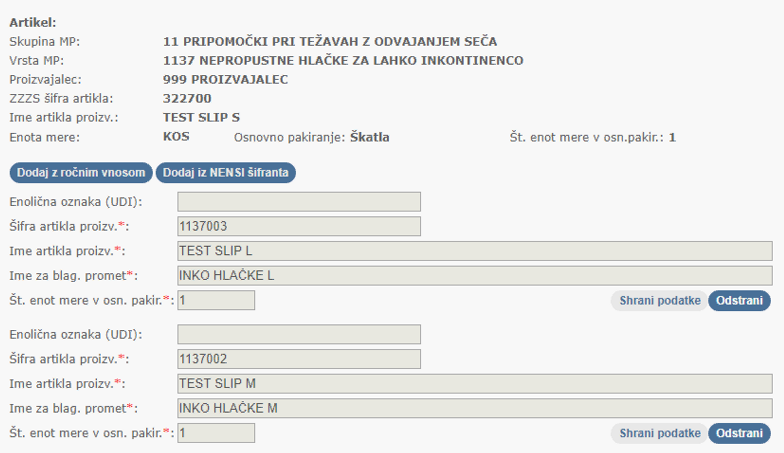 Artikel:
Skupina MP: 11 PRIPOMOČKI PRI TEŽAVAH Z ODVAJANJEM SEČA
Vrsta MP: 1137 NEPROPUSTNE HLAČKE ZA LAHKO INKONTINENCO
Proizvajalec: 999 PROIZVAJALEC
ZZZS šifra artikla: 322700
Ime artikla proizv.: TEST SLIP S
Enota mere: KOS Osnovno pakiranje: Škatla Št. enot mere v osn.pakir.: 1
Dodaj z ročnim vnosom Dodaj iz NENSI šifranta
Enolična oznaka (UDI):
Šifra artikla proizv.*: 1137003
Ime artikla proizv.*: TEST SLIP L
Ime za blag. promet*: INKO HLAČKE L
Št. enot mere v osn. pakir.*: 1 Shrani podatke Odstrani
Enolična oznaka (UDI):
Šifra artikla proizv.*: 1137002
Ime artikla proizv.*: TEST SLIP M
Ime za blag. promet*: INKO HLAČKE M
Št. enot mere v osn. pakir.*: 1 Shrani podatke Odstrani